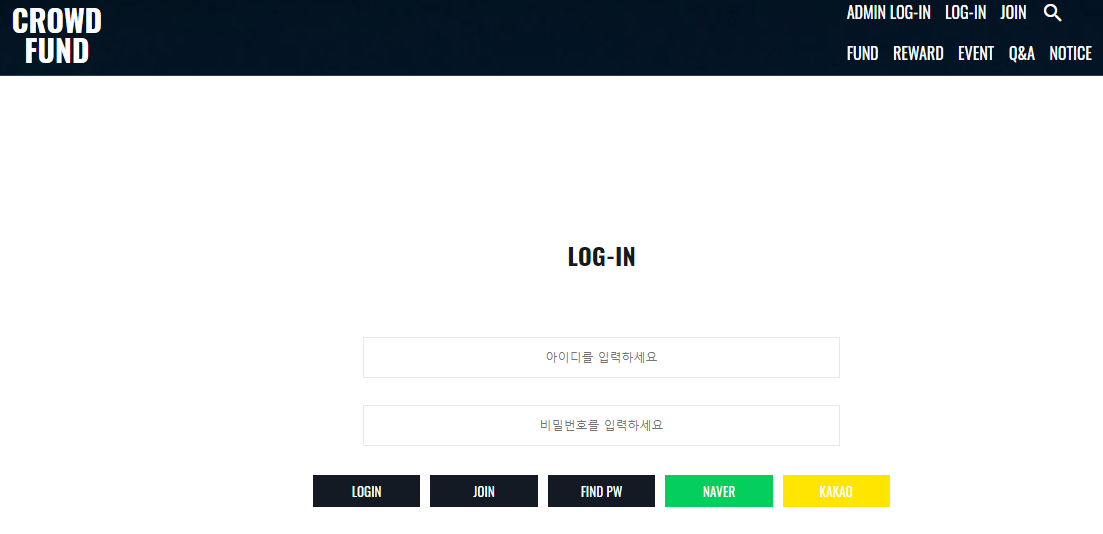 CROWD
FUND
ADMIN LOG-IN LOG-IN JOIN
FUND REWARD EVENT Q&A NOTICE
LOG-IN
아이디를 입력하세요
비밀번호를 입력하세요
LOGIN JOIN FIND PW NAVER KAKAO